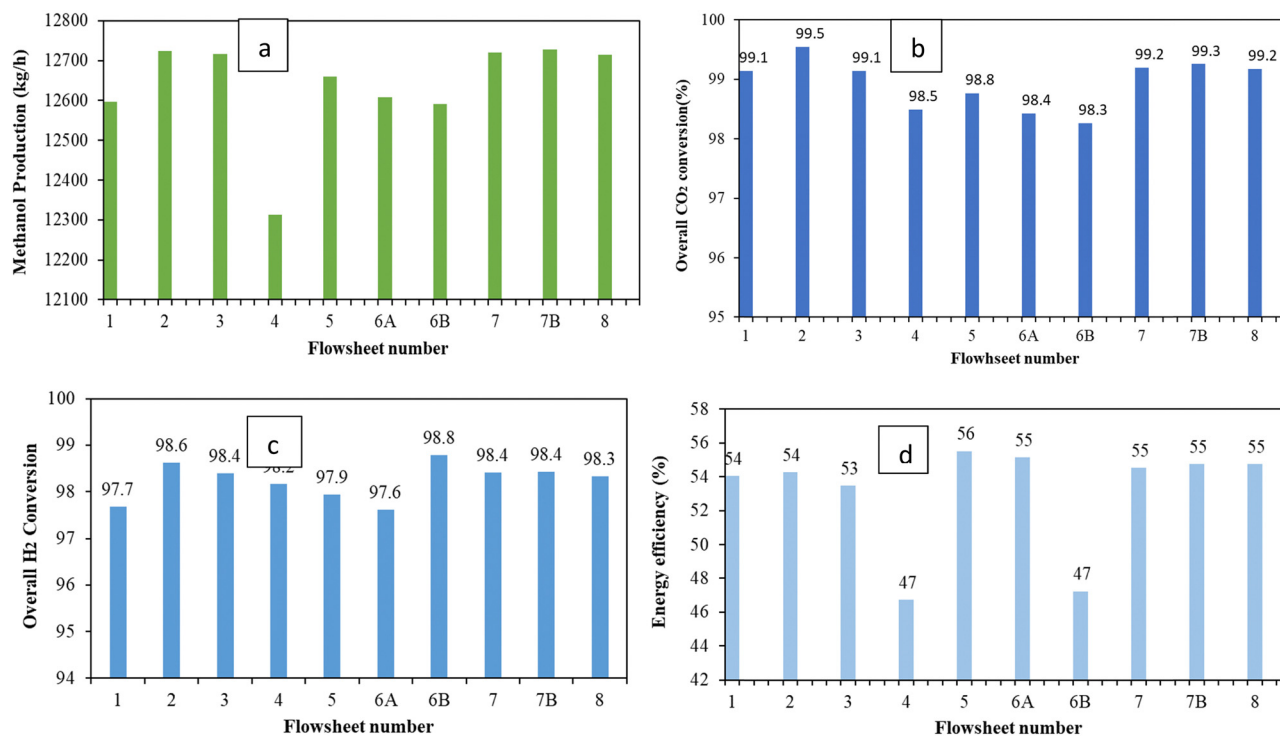 12800
12700
12600
12500
12400
12300
12200
12100
Methanol Production (kg/h)
a
1 2 3 4 5 6A 6B 7 7B 8
Flowsheet number
100
99
98
97
96
95
Overall CO₂ conversion(%)
b
99.1 99.5 99.1 98.5 98.8 98.4 98.3 99.2 99.3 99.2
1 2 3 4 5 6A 6B 7 7B 8
Flowhseet number
100
99
98
97
96
95
94
Overall H₂ Conversion
c
97.7 98.6 98.4 98.2 97.9 97.6 98.8 98.4 98.4 98.3
1 2 3 4 5 6A 6B 7 7B 8
Flowsheet number
58
56
54
52
50
48
46
44
42
Energy efficiency (%)
d
54 54 53 47 56 55 47 55 55 55
1 2 3 4 5 6A 6B 7 7B 8
Flowsheet number